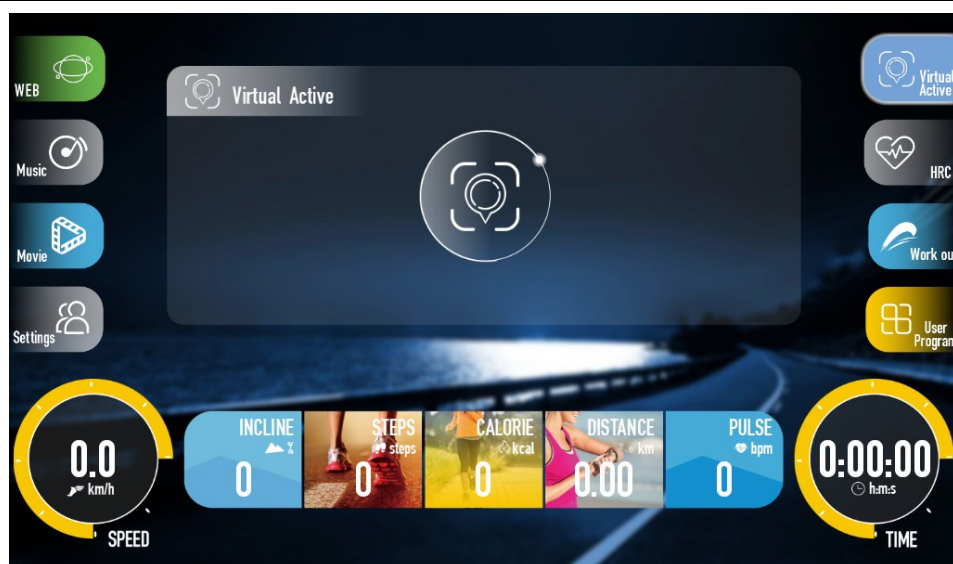 WEB
Music
Movie
Settings
Virtual Active
Virtual
Active
HRC
Work ou
User
Program
0.0
km/h
SPEED
INCLINE
%
0
STEPS
steps
0
CALORIE
kcal
0
DISTANCE
km
0.00
PULSE
bpm
0
0:00:00
h:m:s
TIME